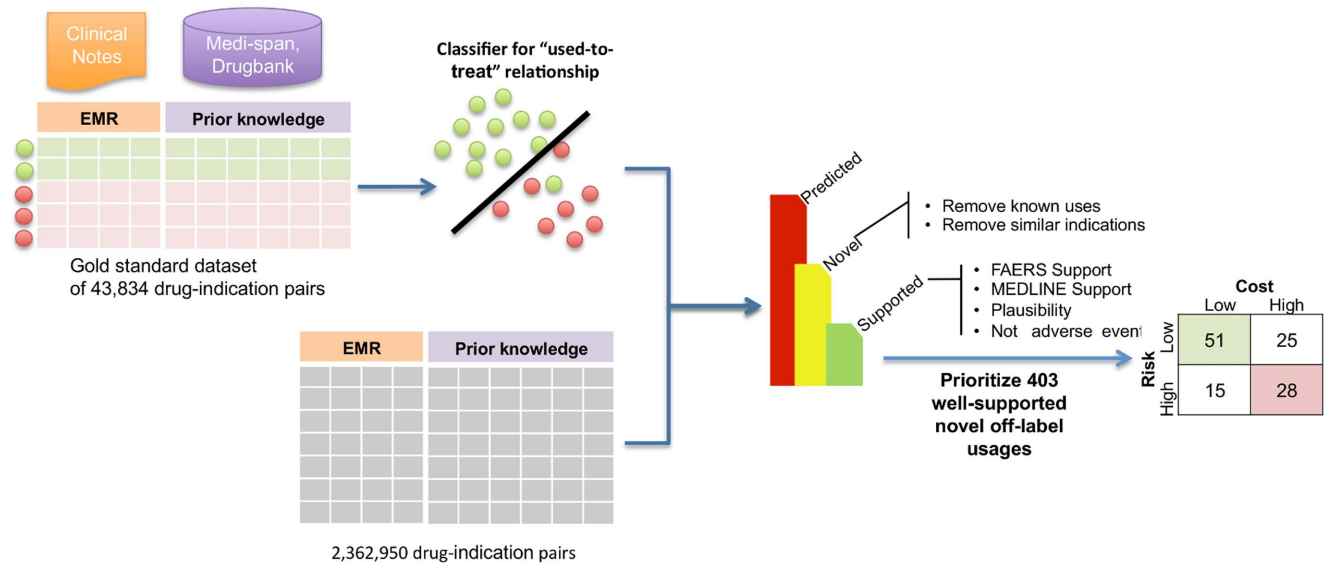 Clinical
Notes
Medi-span,
Drugbank
EMR
Prior knowledge
Gold standard dataset
of 43,834 drug-indication pairs
Classifier for “used-to-
treat” relationship
EMR
Prior knowledge
2,362,950 drug-indication pairs
Predicted
Novel
Supported
• Remove known uses
• Remove similar indications
• FAERS Support
• MEDLINE Support
• Plausibility
• Not adverse event
Prioritize 403
well-supported
novel off-label
usages
Cost
Low High
Risk
Low
51 25
High
15 28